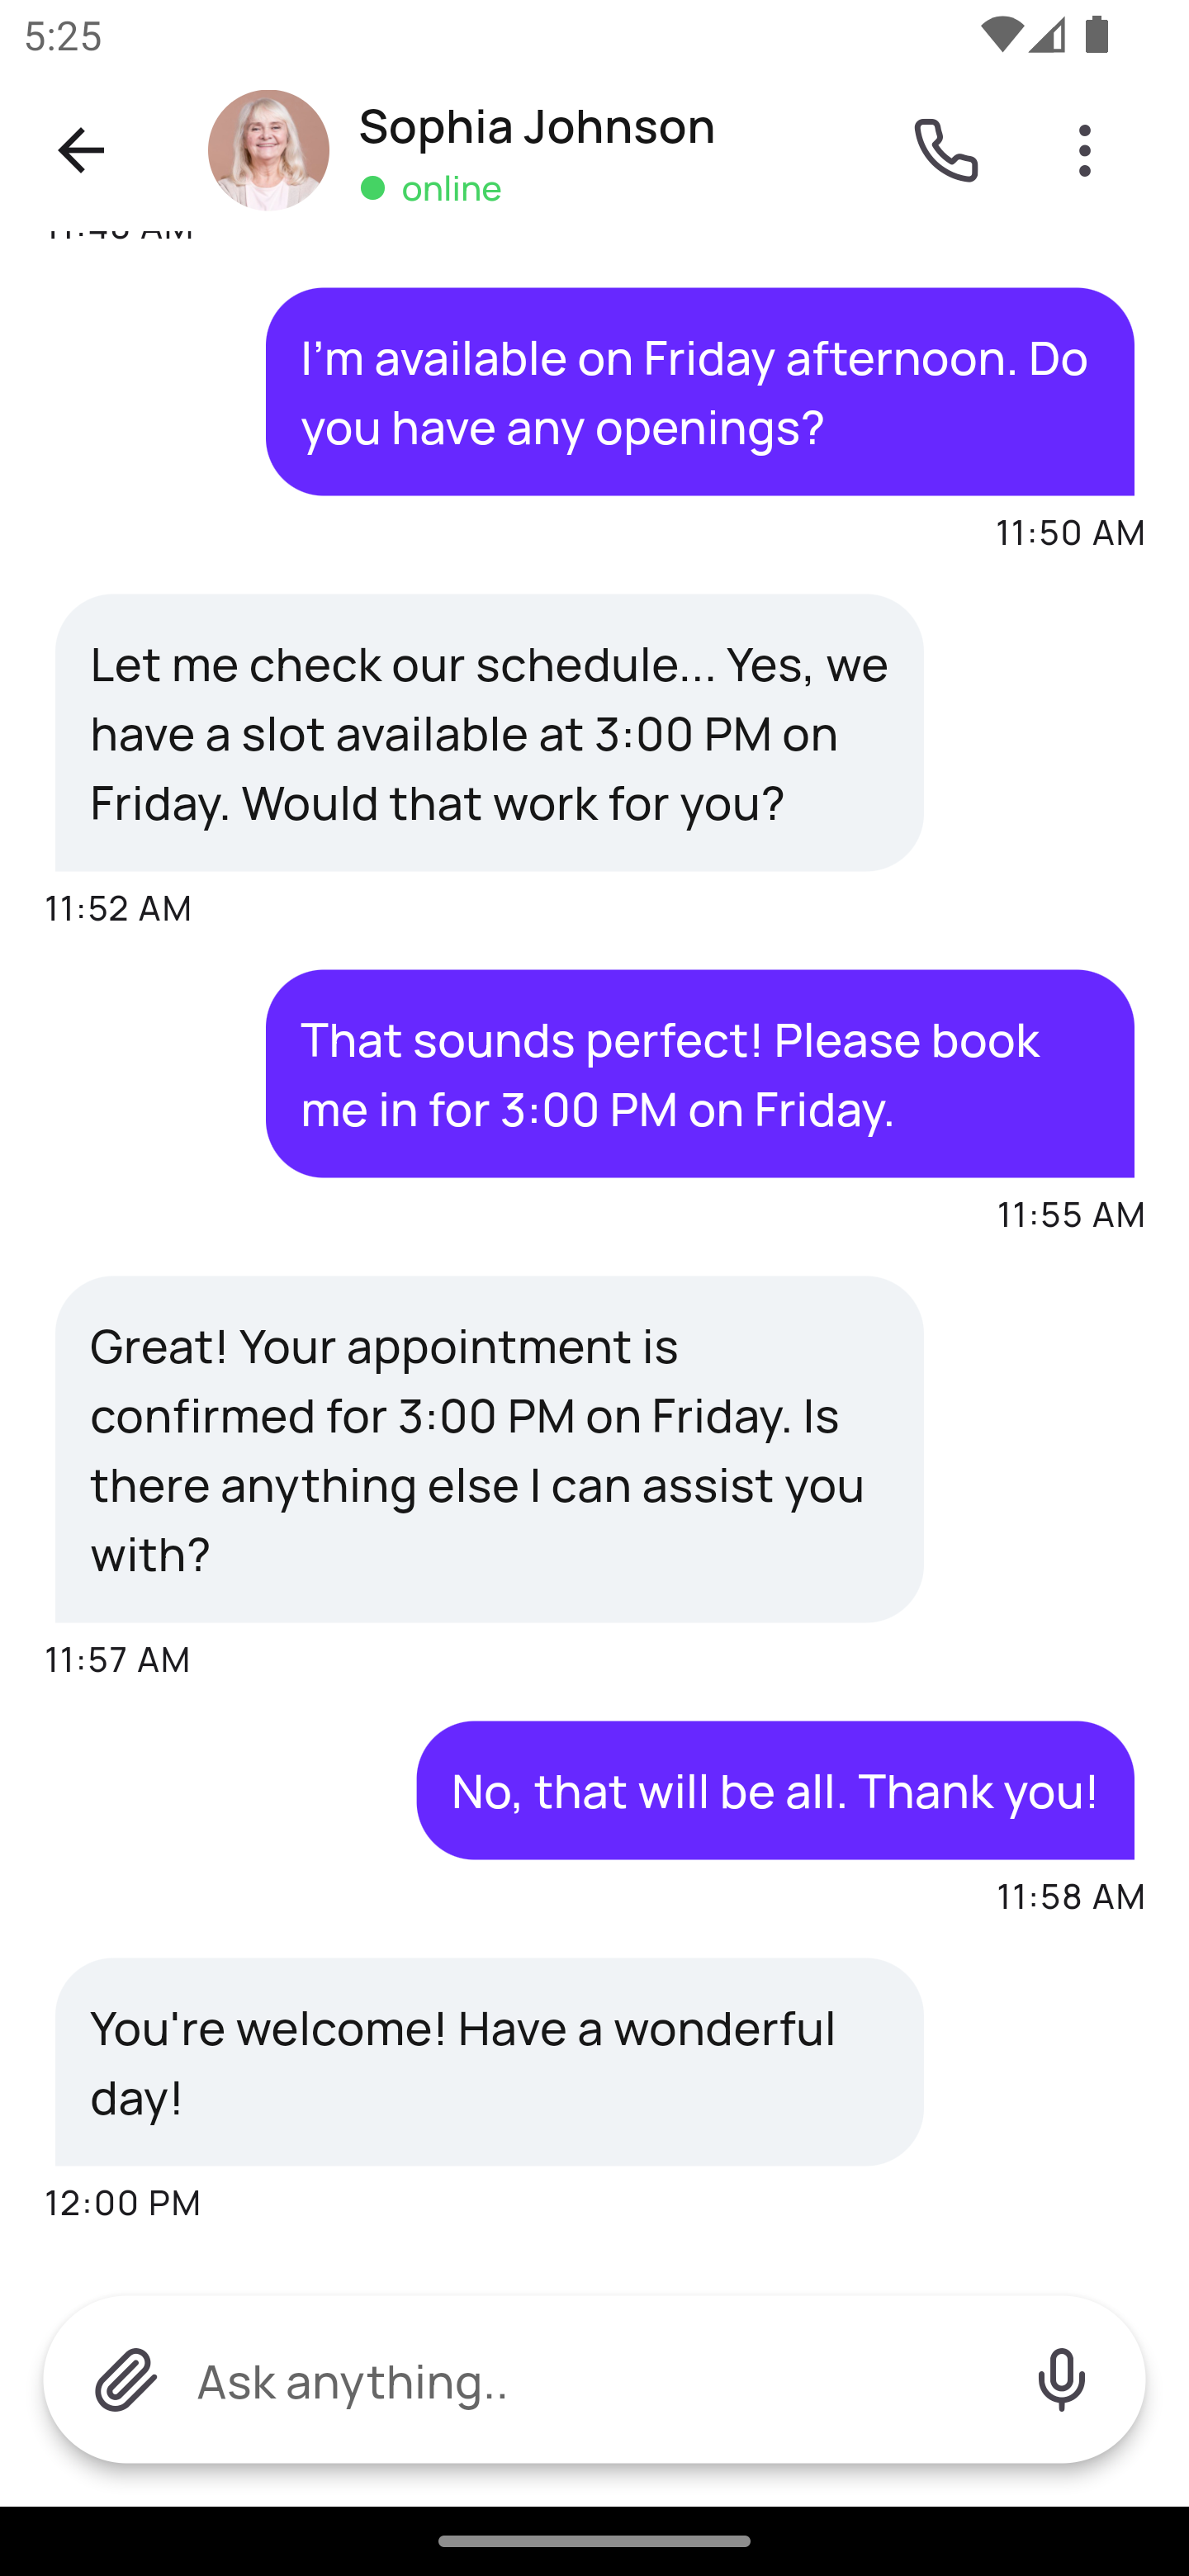 5:25
Sophia Johnson
online
I'm available on Friday afternoon. Do
you have any openings?
11:50 AM
Let me check our schedule... Yes, we
have a slot available at 3:00 PM on
Friday. Would that work for you?
11:52 AM
That sounds perfect! Please book
me in for 3:00 PM on Friday.
11:55 AM
Great! Your appointment is
confirmed for 3:00 PM on Friday. Is
there anything else I can assist you
with?
11:57 AM
No, that will be all. Thank you!
11:58 AM
You're welcome! Have a wonderful
day!
12:00 PM
Ask anything..